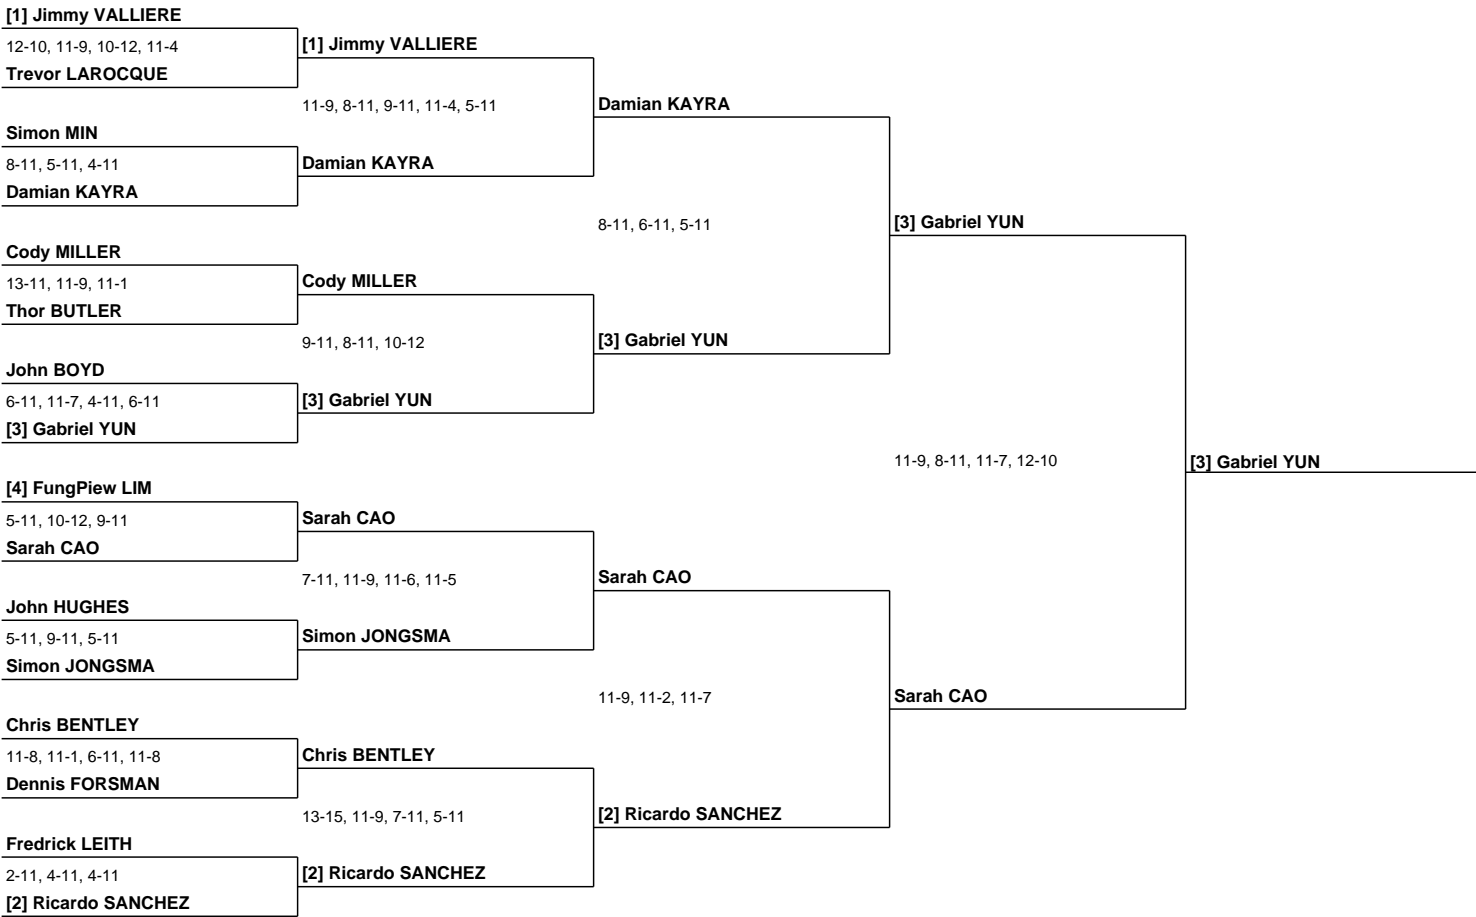 [1] Jimmy VALLIERE
12-10, 11-9, 10-12, 11-4
Trevor LAROCQUE
Simon MIN
8-11, 5-11, 4-11
Damian KAYRA
Cody MILLER
13-11, 11-9, 11-1
Thor BUTLER
John BOYD
6-11, 11-7, 4-11, 6-11
[3] Gabriel YUN
[4] FungPiew LIM
5-11, 10-12, 9-11
Sarah CAO
John HUGHES
5-11, 9-11, 5-11
Simon JONGSMA
Chris BENTLEY
11-8, 11-1, 6-11, 11-8
Dennis FORSMAN
Fredrick LEITH
2-11, 4-11, 4-11
[2] Ricardo SANCHEZ
[1] Jimmy VALLIERE
11-9, 8-11, 9-11, 11-4, 5-11
Damian KAYRA
Cody MILLER
9-11, 8-11, 10-12
[3] Gabriel YUN
Sarah CAO
7-11, 11-9, 11-6, 11-5
Simon JONGSMA
Chris BENTLEY
13-15, 11-9, 7-11, 5-11
[2] Ricardo SANCHEZ
Damian KAYRA
8-11, 6-11, 5-11
[3] Gabriel YUN
Sarah CAO
11-9, 11-2, 11-7
[2] Ricardo SANCHEZ
[3] Gabriel YUN
11-9, 8-11, 11-7, 12-10
Sarah CAO
[3] Gabriel YUN